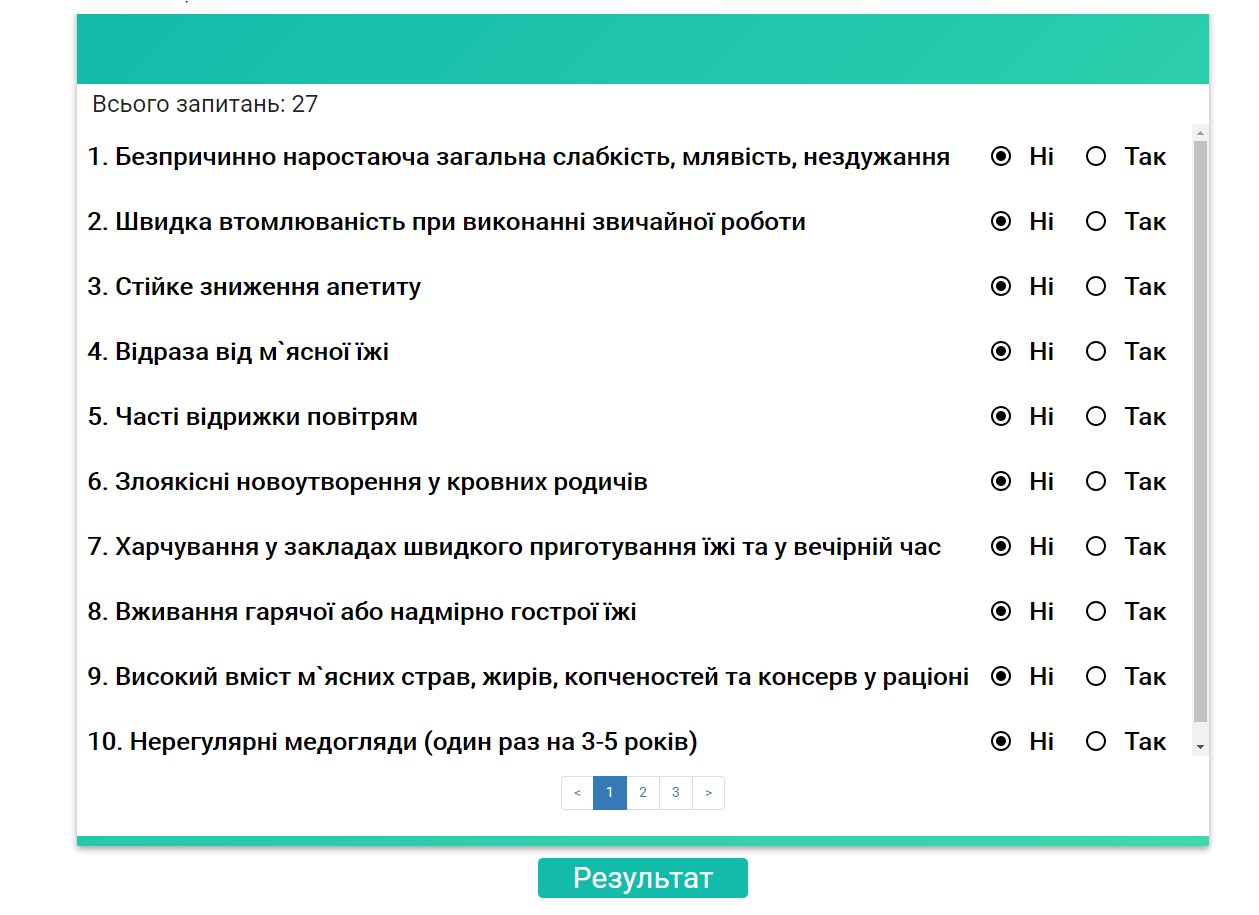 Всього запитань: 27
1. Безпричинно наростаюча загальна слабкість, млявість, нездужання Ні Так
2. Швидка втомлюваність при виконанні звичайної роботи Ні Так
3. Стійке зниження апетиту Ні Так
4. Відраза від м`ясної їжі Ні Так
5. Часті відрижки повітрям Ні Так
6. Злоякісні новоутворення у кровних родичів Ні Так
7. Харчування у закладах швидкого приготування їжі та у вечірній час Ні Так
8. Вживання гарячої або надмірно гострої їжі Ні Так
9. Високий вміст м`ясних страв, жирів, копченостей та консерв у раціоні Ні Так
10. Нерегулярні медогляди (один раз на 3-5 років) Ні Так
< 1 2 3 >
Результат